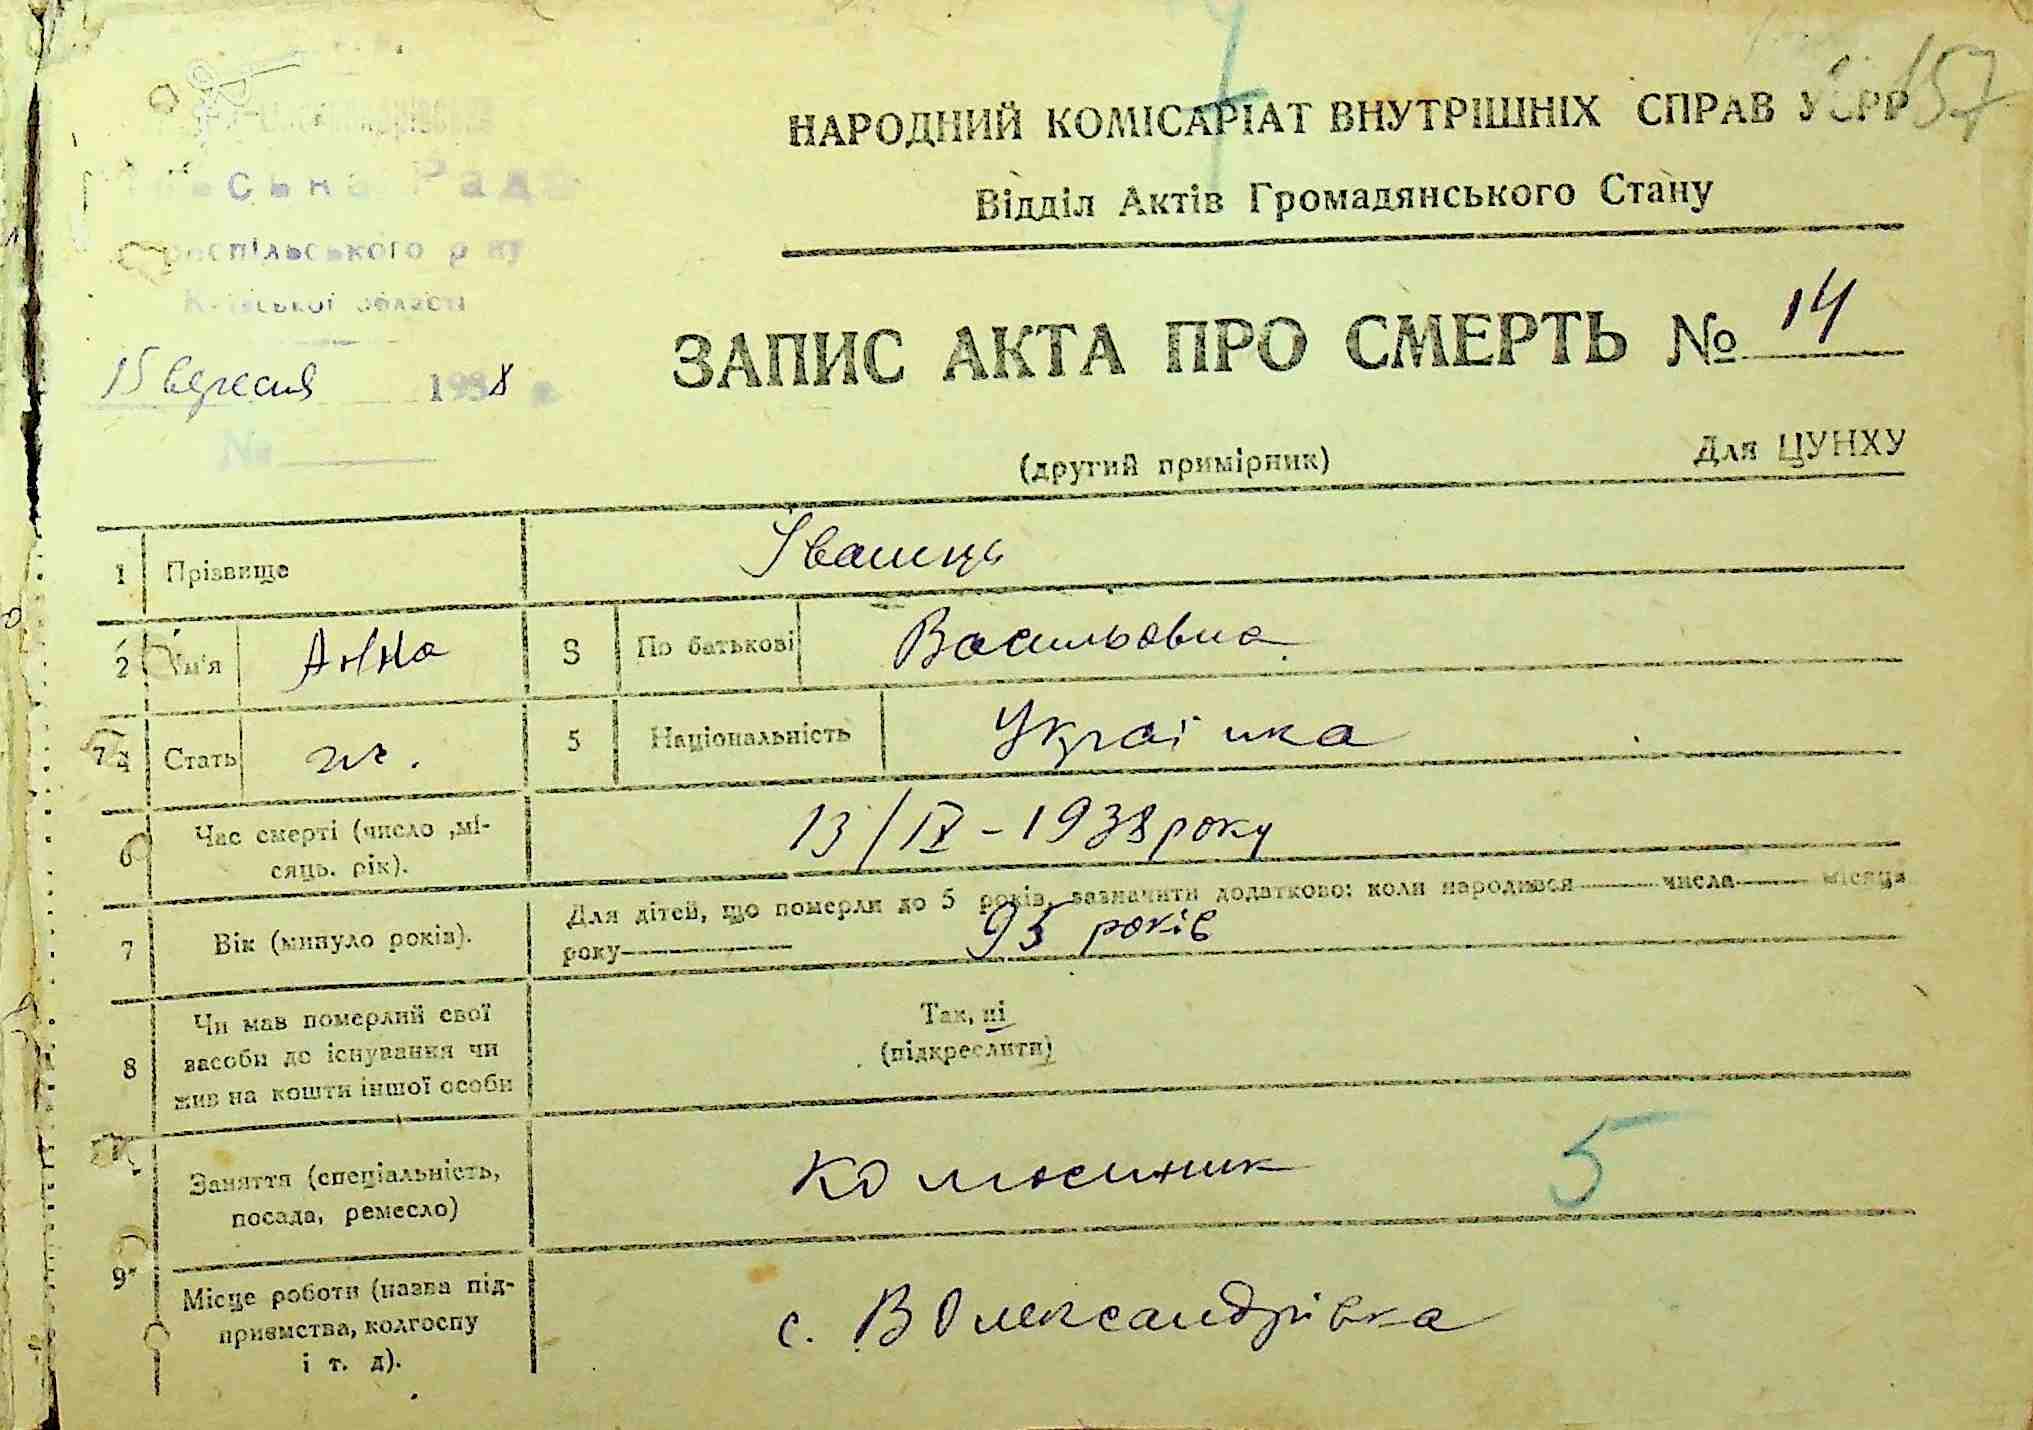 157
НАРОДНИЙ КОМІСАРІАТ ВНУТРІШНІХ СПРАВ УСРР
Відділ Актів Громадянського Стану
Рада
Київської області
15 вересня 1938 р.
№
ЗАПИС АКТА ПРО СМЕРТЬ № 14
(другий примірник) Для ЦУНХУ
1 Прізвище
2 Ім'я Анна 3 По батькові Васильовна
4 Стать ж. 5 Національність Українка
6 Час смерті (число, мі-
сяць. рік). 13/IX - 1938 року
7 Вік (минуло років). Для дітей, що померли до 5 років, зазначити додатково: коли народився числа місяця
року 95 років
8 Чи мав померлий свої
засоби до існування чи
жив на кошти іншої особи
Так, ні
(підкреслити)
Заняття (спеціальність,
посада, ремесло) 5
9 Місце роботи (назва під-
приємства, колгоспу
і т. д).
с. В Олександрівка